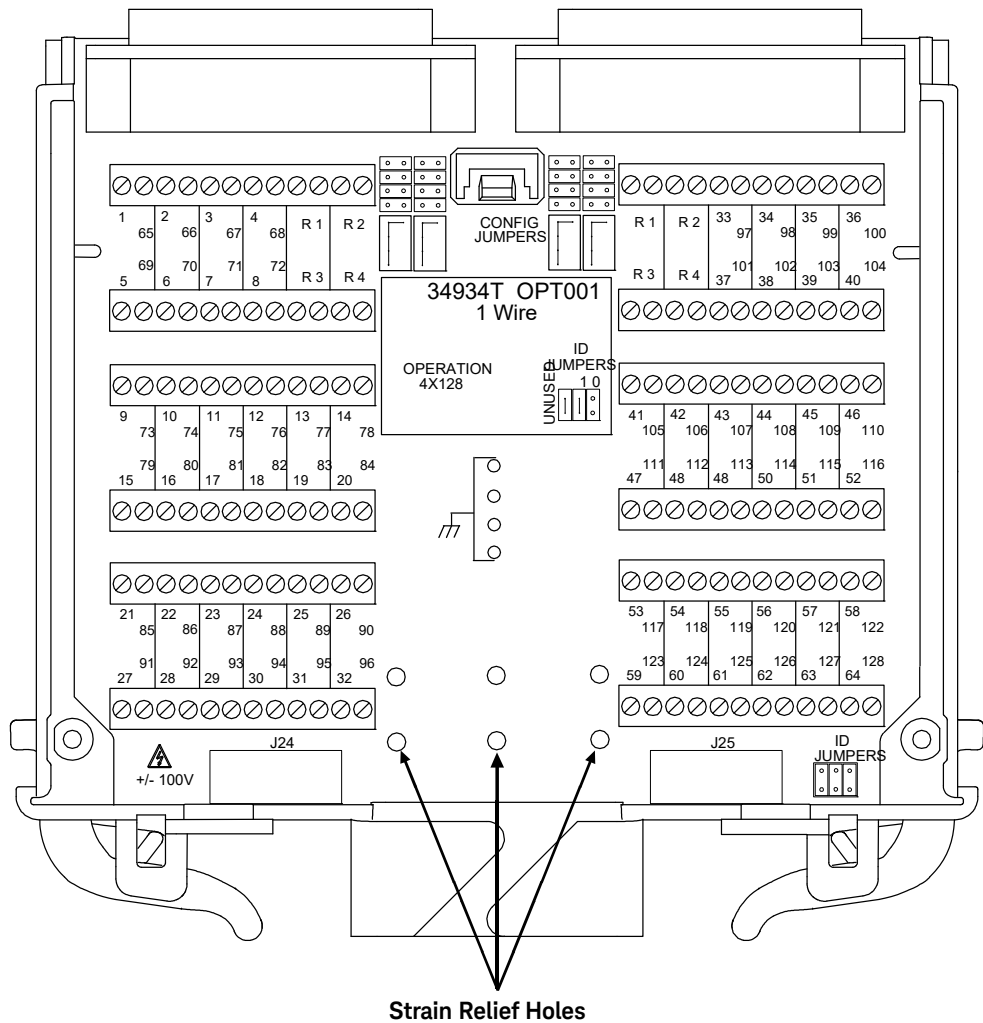 CONFIG
JUMPERS
1 2 3 4 R 1 R 2
65 66 67 68
69 70 71 72
5 6 7 8 R 3 R 4
R 1 R 2 33 34 35 36
97 98 99 100
101 102 103 104
R 3 R 4 37 38 39 40
34934T OPT001
1 Wire
OPERATION
4X128
ID
JUMPERS
1 0
UNUSED
9 10 11 12 13 14
73 74 75 76 77 78
79 80 81 82 83 84
15 16 17 18 19 20
41 42 43 44 45 46
105 106 107 108 109 110
111 112 113 114 115 116
47 48 48 50 51 52
21 22 23 24 25 26
85 86 87 88 89 90
91 92 93 94 95 96
27 28 29 30 31 32
53 54 55 56 57 58
117 118 119 120 121 122
123 124 125 126 127 128
59 60 61 62 63 64
+/- 100V
J24
J25
ID
JUMPERS
Strain Relief Holes